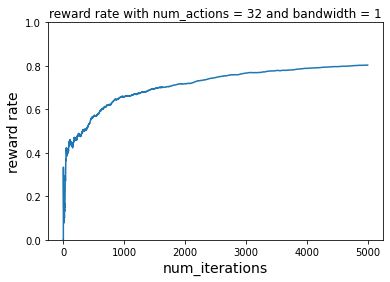 reward rate with num_actions = 32 and bandwidth = 1
1.0
0.8
0.6
0.4
0.2
0.0
reward rate
0 1000 2000 3000 4000 5000
num_iterations